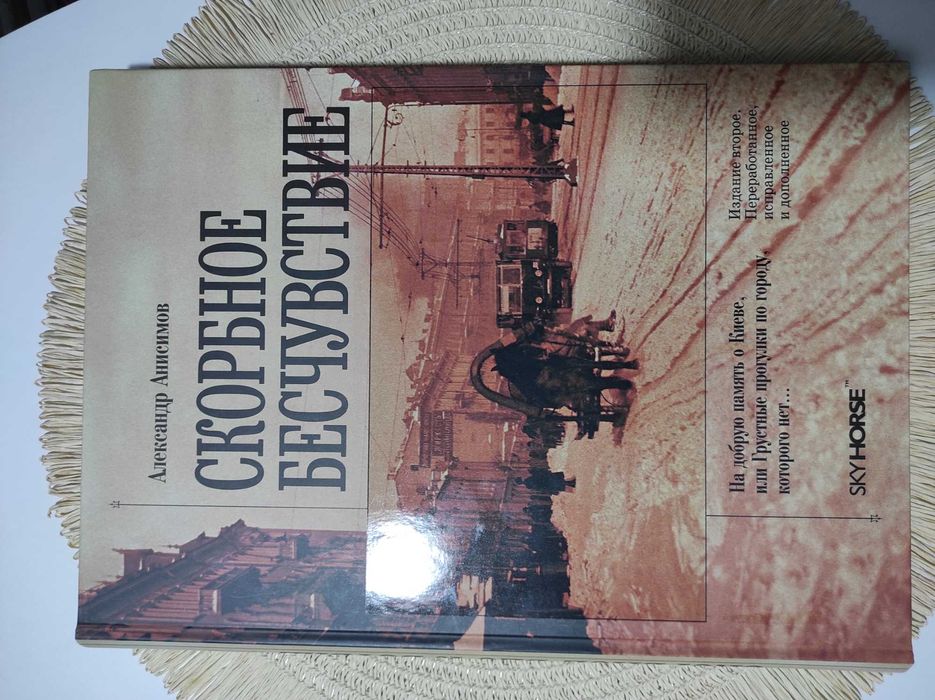 Александр Анисимов
СКОРБНОЕ
БЕСЧУВСТВИЕ
На добрую память о Киеве,
или Грустные прогулки по городу,
которого нет...
Издание второе.
Переработанное,
исправленное
и дополненное
SKYHORSE™